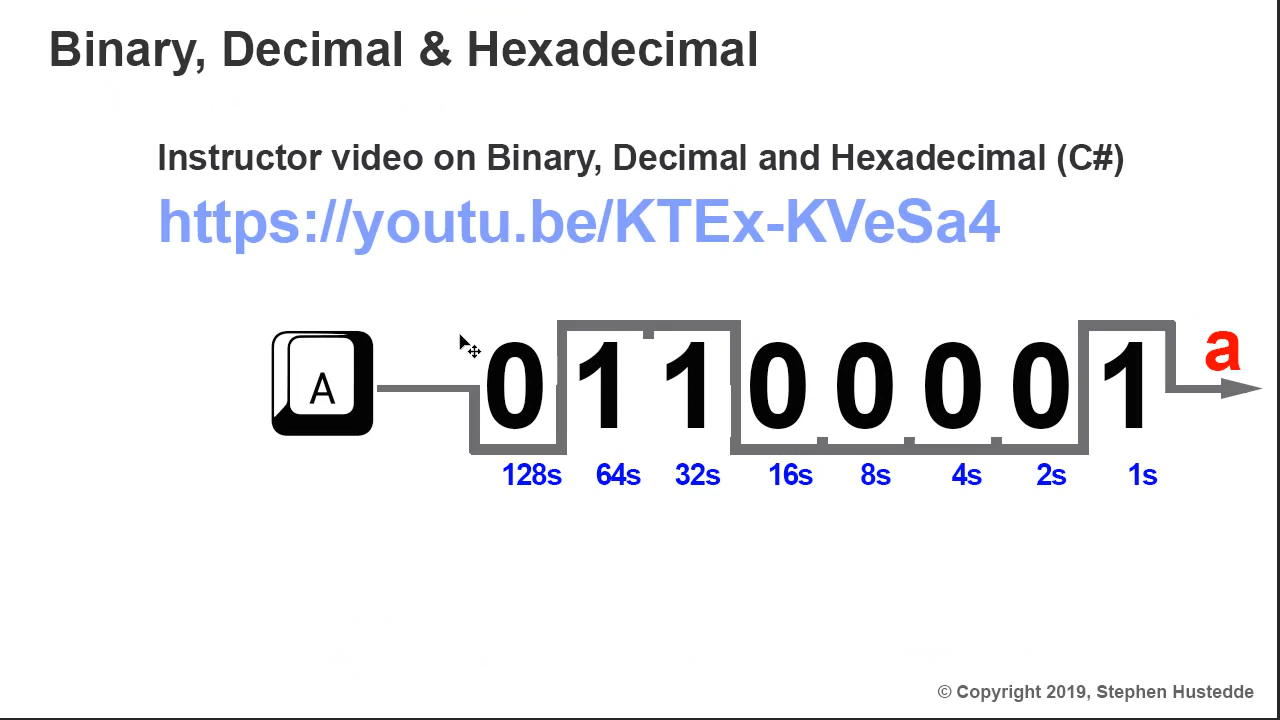 Binary, Decimal & Hexadecimal
Instructor video on Binary, Decimal and Hexadecimal (C#)
https://youtu.be/KTEx-KVeSa4
A 0 1 1 0 0 0 0 1 a
128s 64s 32s 16s 8s 4s 2s 1s
© Copyright 2019, Stephen Hustedde